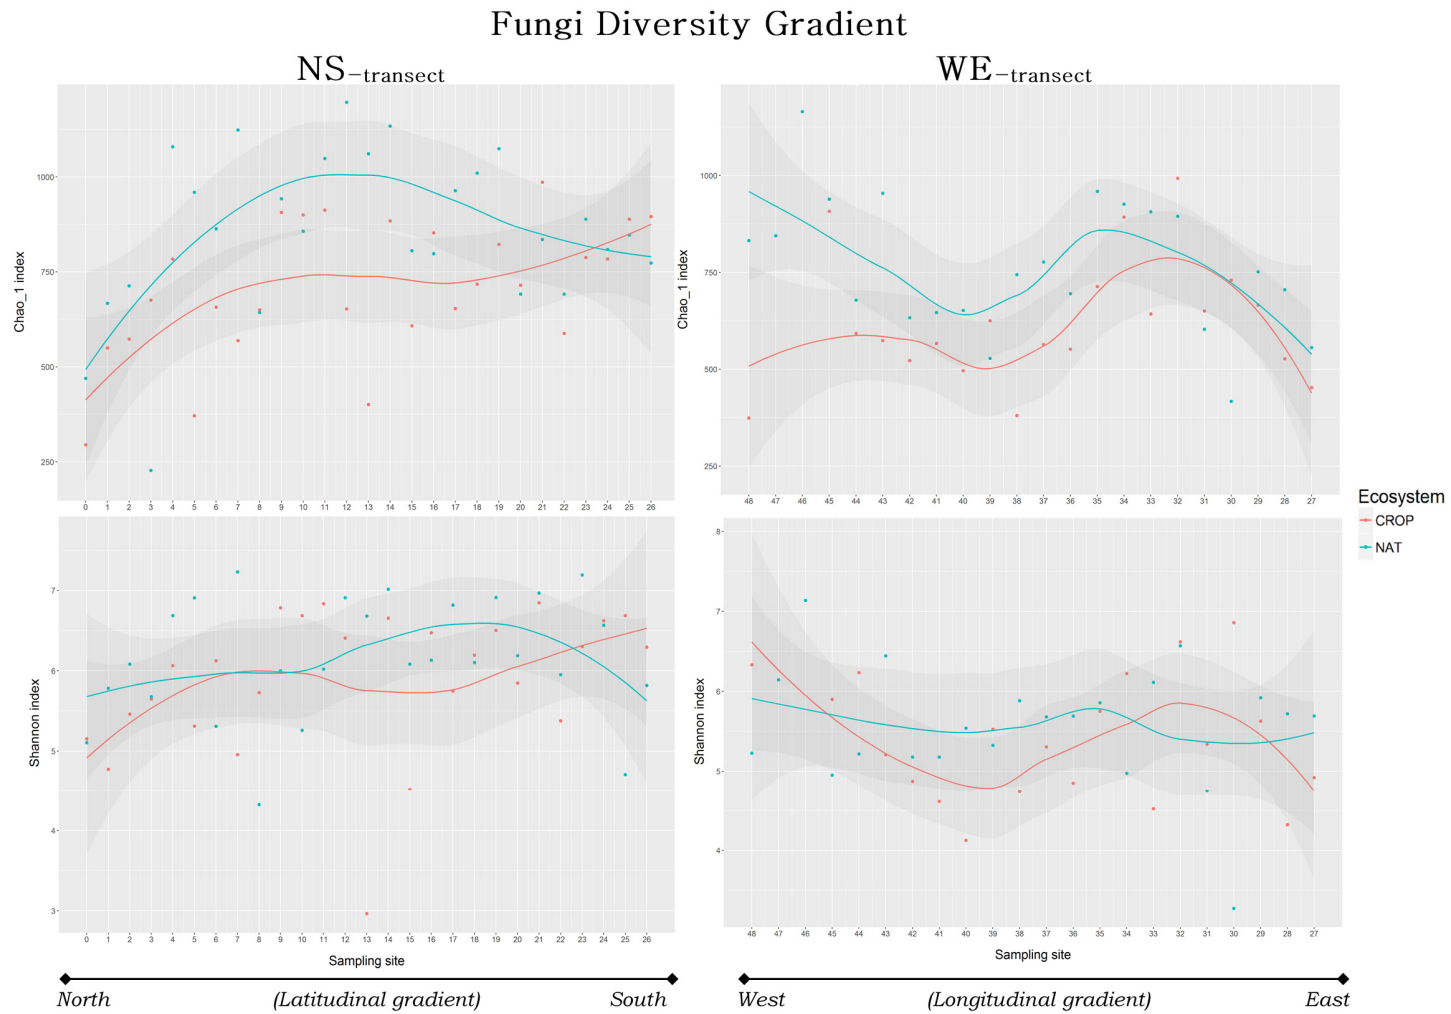 Fungi Diversity Gradient
NS-transect
WE-transect
Chao_1 index
1000
750
500
250
0 1 2 3 4 5 6 7 8 9 10 11 12 13 14 15 16 17 18 19 20 21 22 23 24 25 26
Chao_1 index
1000
750
500
250
48 47 46 45 44 43 42 41 40 39 38 37 36 35 34 33 32 31 30 29 28 27
Ecosystem
CROP
NAT
Shannon index
7
6
5
4
3
0 1 2 3 4 5 6 7 8 9 10 11 12 13 14 15 16 17 18 19 20 21 22 23 24 25 26
Sampling site
Shannon index
8
7
6
5
4
48 47 46 45 44 43 42 41 40 39 38 37 36 35 34 33 32 31 30 29 28 27
Sampling site
North (Latitudinal gradient) South
West (Longitudinal gradient) East